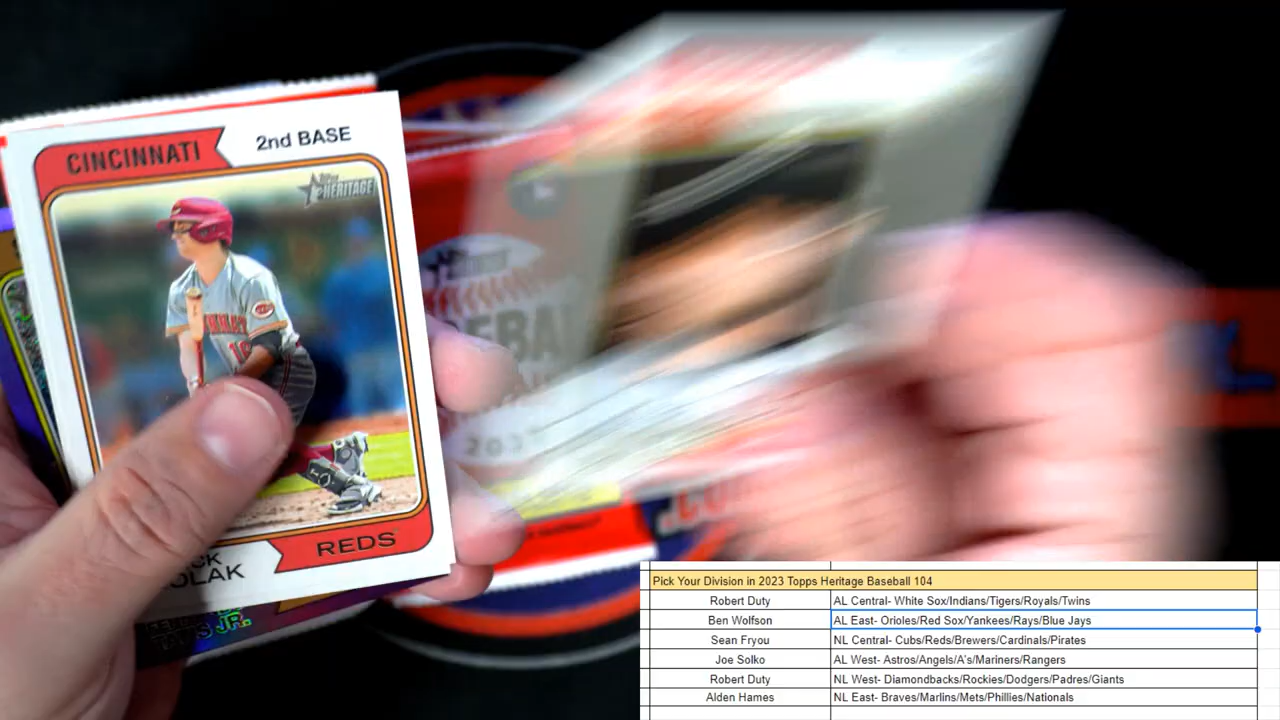 CINCINNATI
2nd BASE
Topps HERITAGE
REDS
OLAK
JR.
2023
Pick Your Division in 2023 Topps Heritage Baseball 104
Robert Duty AL Central- White Sox/Indians/Tigers/Royals/Twins
Ben Wolfson AL East- Orioles/Red Sox/Yankees/Rays/Blue Jays
Sean Fryou NL Central- Cubs/Reds/Brewers/Cardinals/Pirates
Joe Solko AL West- Astros/Angels/A's/Mariners/Rangers
Robert Duty NL West- Diamondbacks/Rockies/Dodgers/Padres/Giants
Alden Hames NL East- Braves/Marlins/Mets/Phillies/Nationals